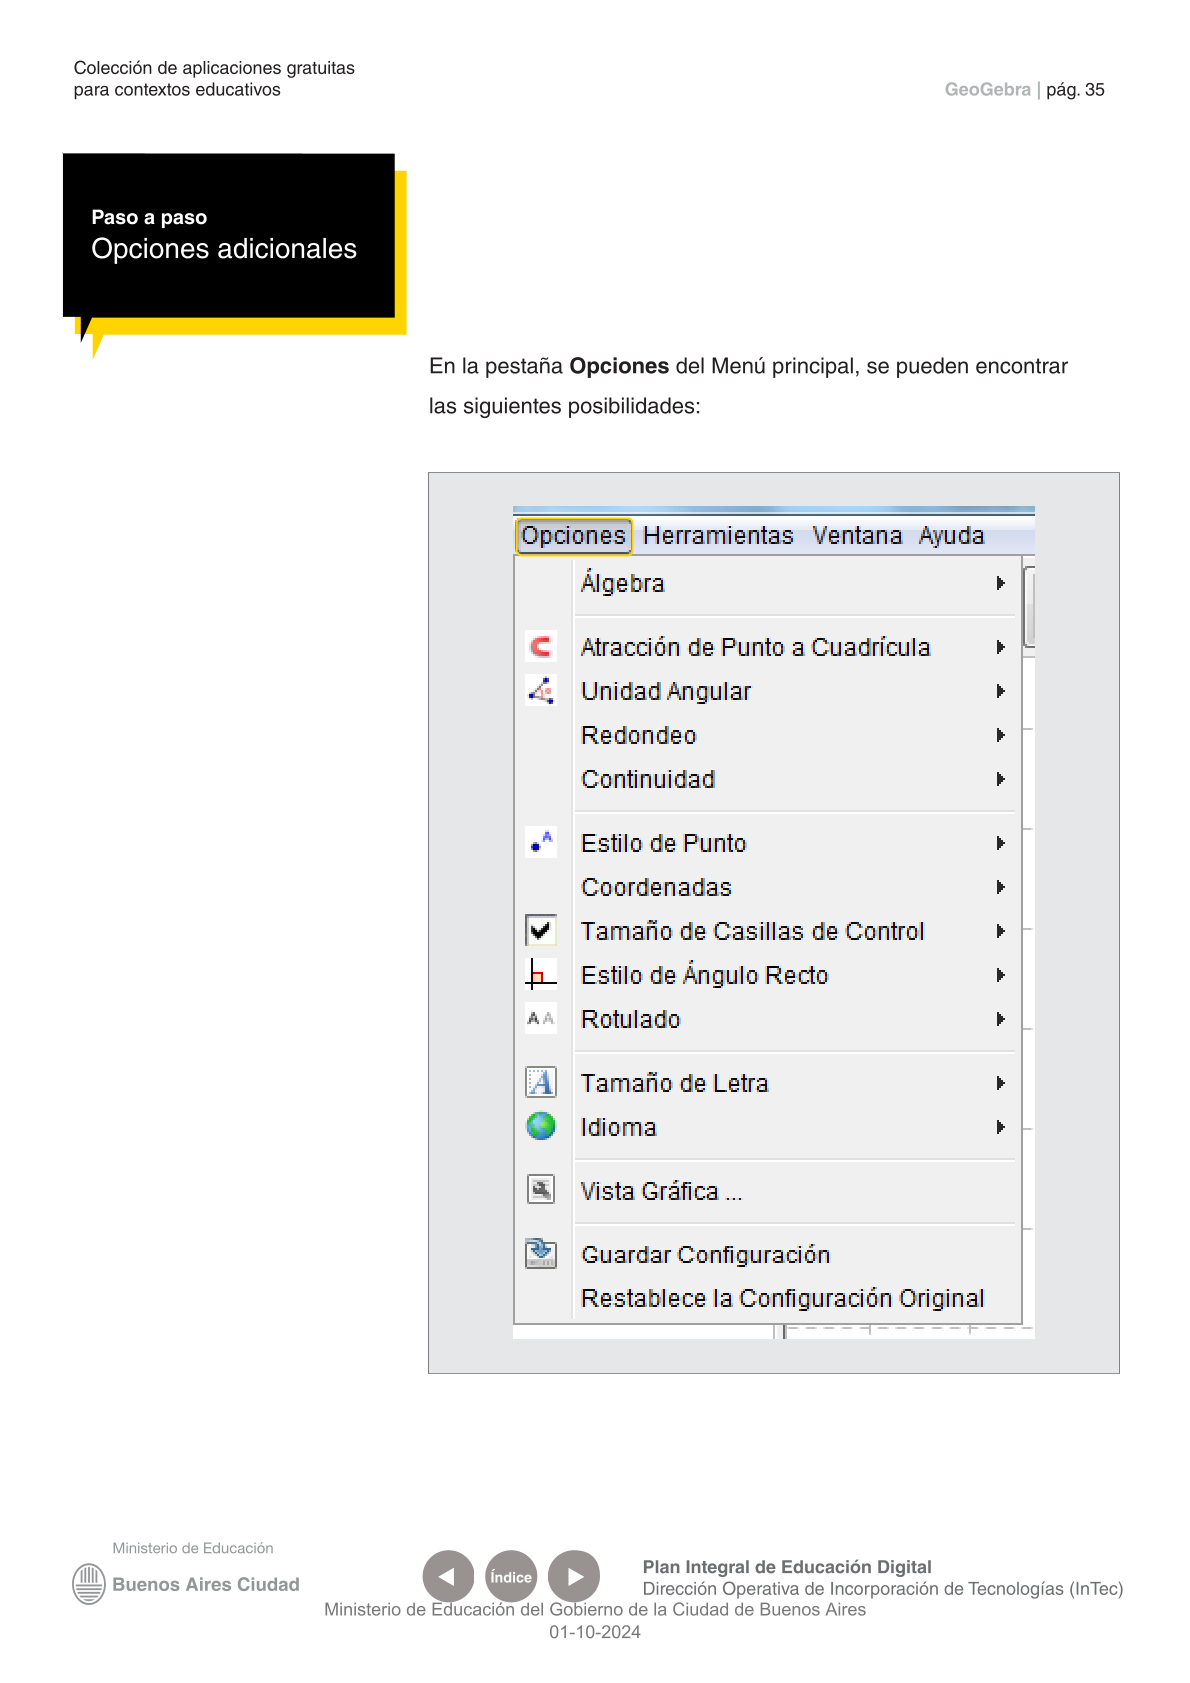 Colección de aplicaciones gratuitas
para contextos educativos
GeoGebra | pág. 35
Paso a paso
Opciones adicionales
En la pestaña Opciones del Menú principal, se pueden encontrar
las siguientes posibilidades:
Opciones Herramientas Ventana Ayuda
Álgebra
Atracción de Punto a Cuadrícula
Unidad Angular
Redondeo
Continuidad
Estilo de Punto
Coordenadas
Tamaño de Casillas de Control
Estilo de Ángulo Recto
Rotulado
Tamaño de Letra
Idioma
Vista Gráfica ...
Guardar Configuración
Restablece la Configuración Original
Ministerio de Educación
Buenos Aires Ciudad
Índice
Plan Integral de Educación Digital
Dirección Operativa de Incorporación de Tecnologías (InTec)
Ministerio de Educación del Gobierno de la Ciudad de Buenos Aires
01-10-2024